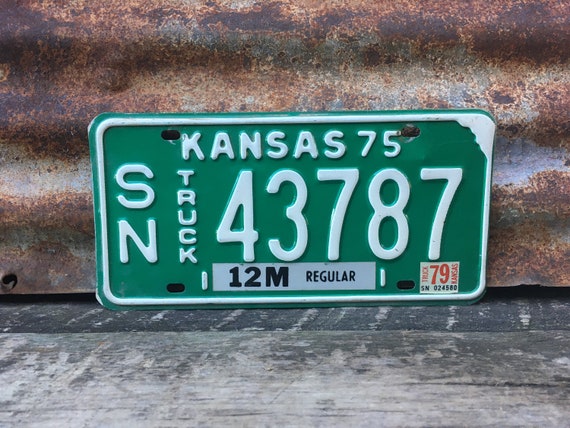 KANSAS 75
SN TRUCK 43787
12M REGULAR
TRUCK 79 KANSAS
SN 024580